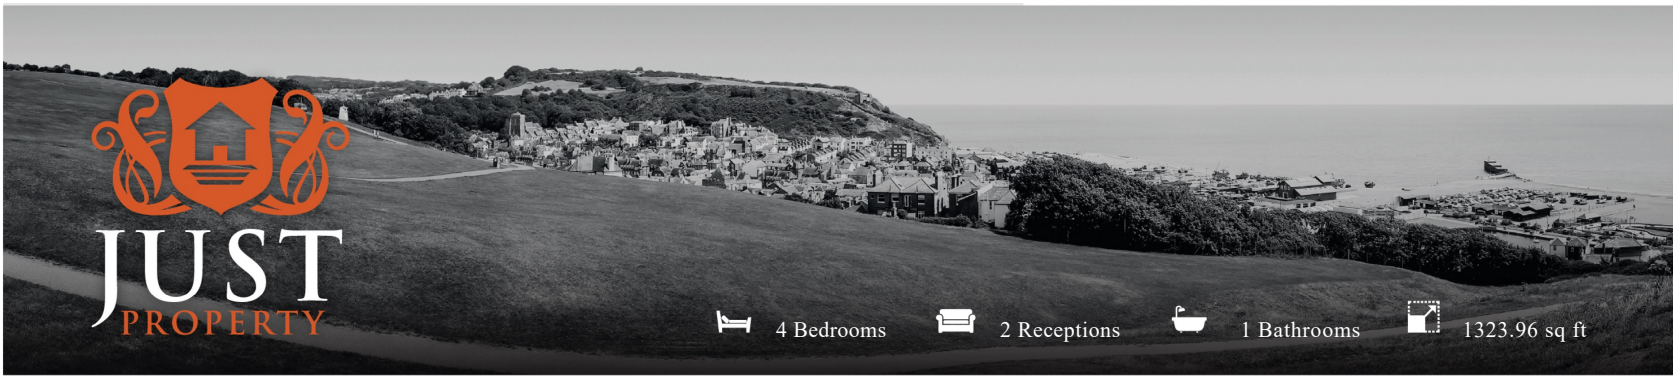 JUST
PROPERTY
4 Bedrooms
2 Receptions
1 Bathrooms
1323.96 sq ft